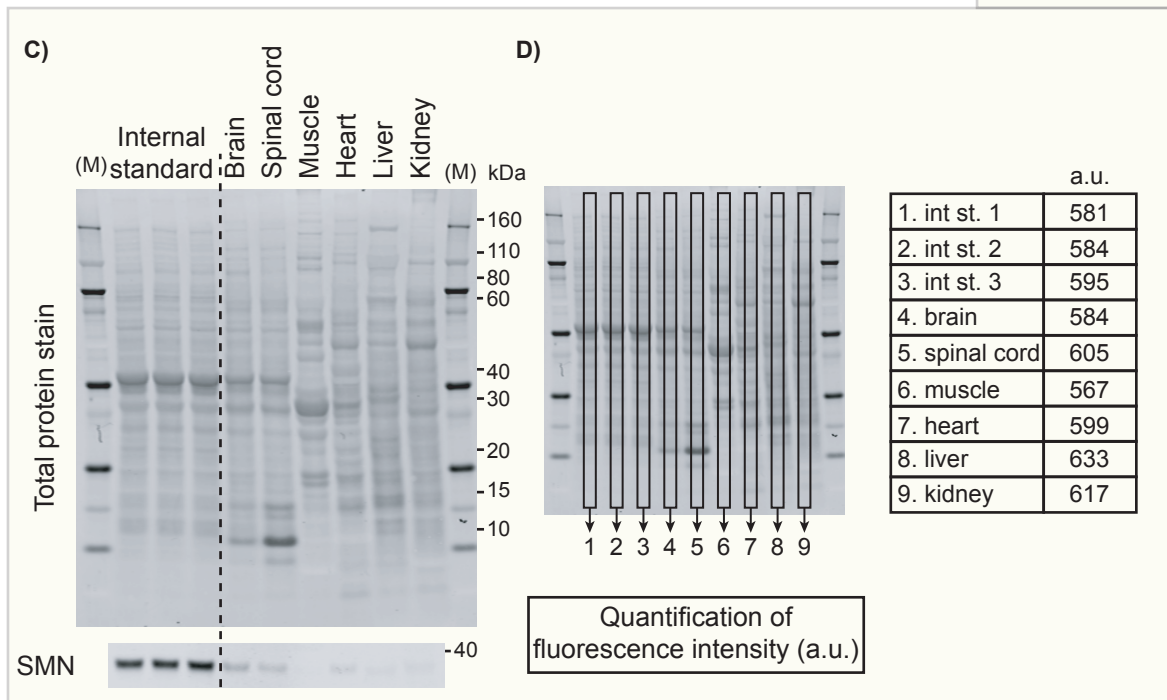 C)
Internal
standard
Brain
Spinal cord
Muscle
Heart
Liver
Kidney
(M)
(M)
kDa
160
110
80
60
40
30
20
15
10
Total protein stain
SMN
40
D)
1 2 3 4 5 6 7 8 9
Quantification of
fluorescence intensity (a.u.)
a.u.
1. int st. 1 581
2. int st. 2 584
3. int st. 3 595
4. brain 584
5. spinal cord 605
6. muscle 567
7. heart 599
8. liver 633
9. kidney 617